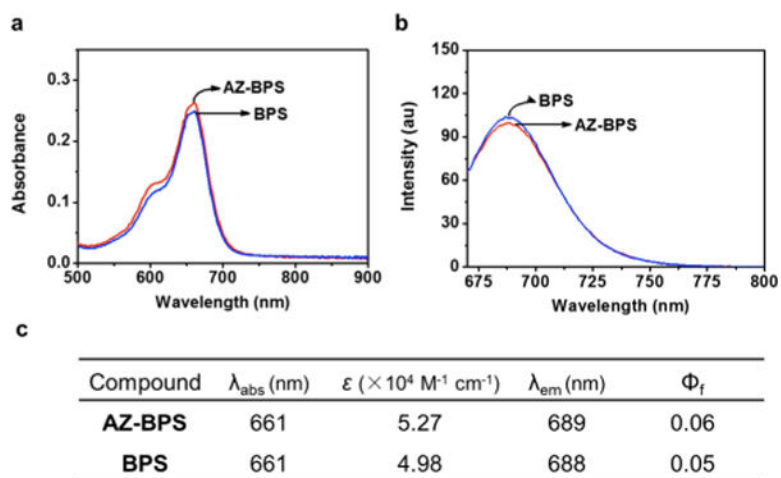 a
b
0.3
0.2
0.1
0.0
Absorbance
AZ-BPS
BPS
500 600 700 800 900
Wavelength (nm)
150
120
90
60
30
0
Intensity (au)
BPS
AZ-BPS
675 700 725 750 775 800
Wavelength (nm)
c
Compound λabs (nm) ε (×10⁴ M⁻¹ cm⁻¹) λem (nm) Φf
AZ-BPS 661 5.27 689 0.06
BPS 661 4.98 688 0.05